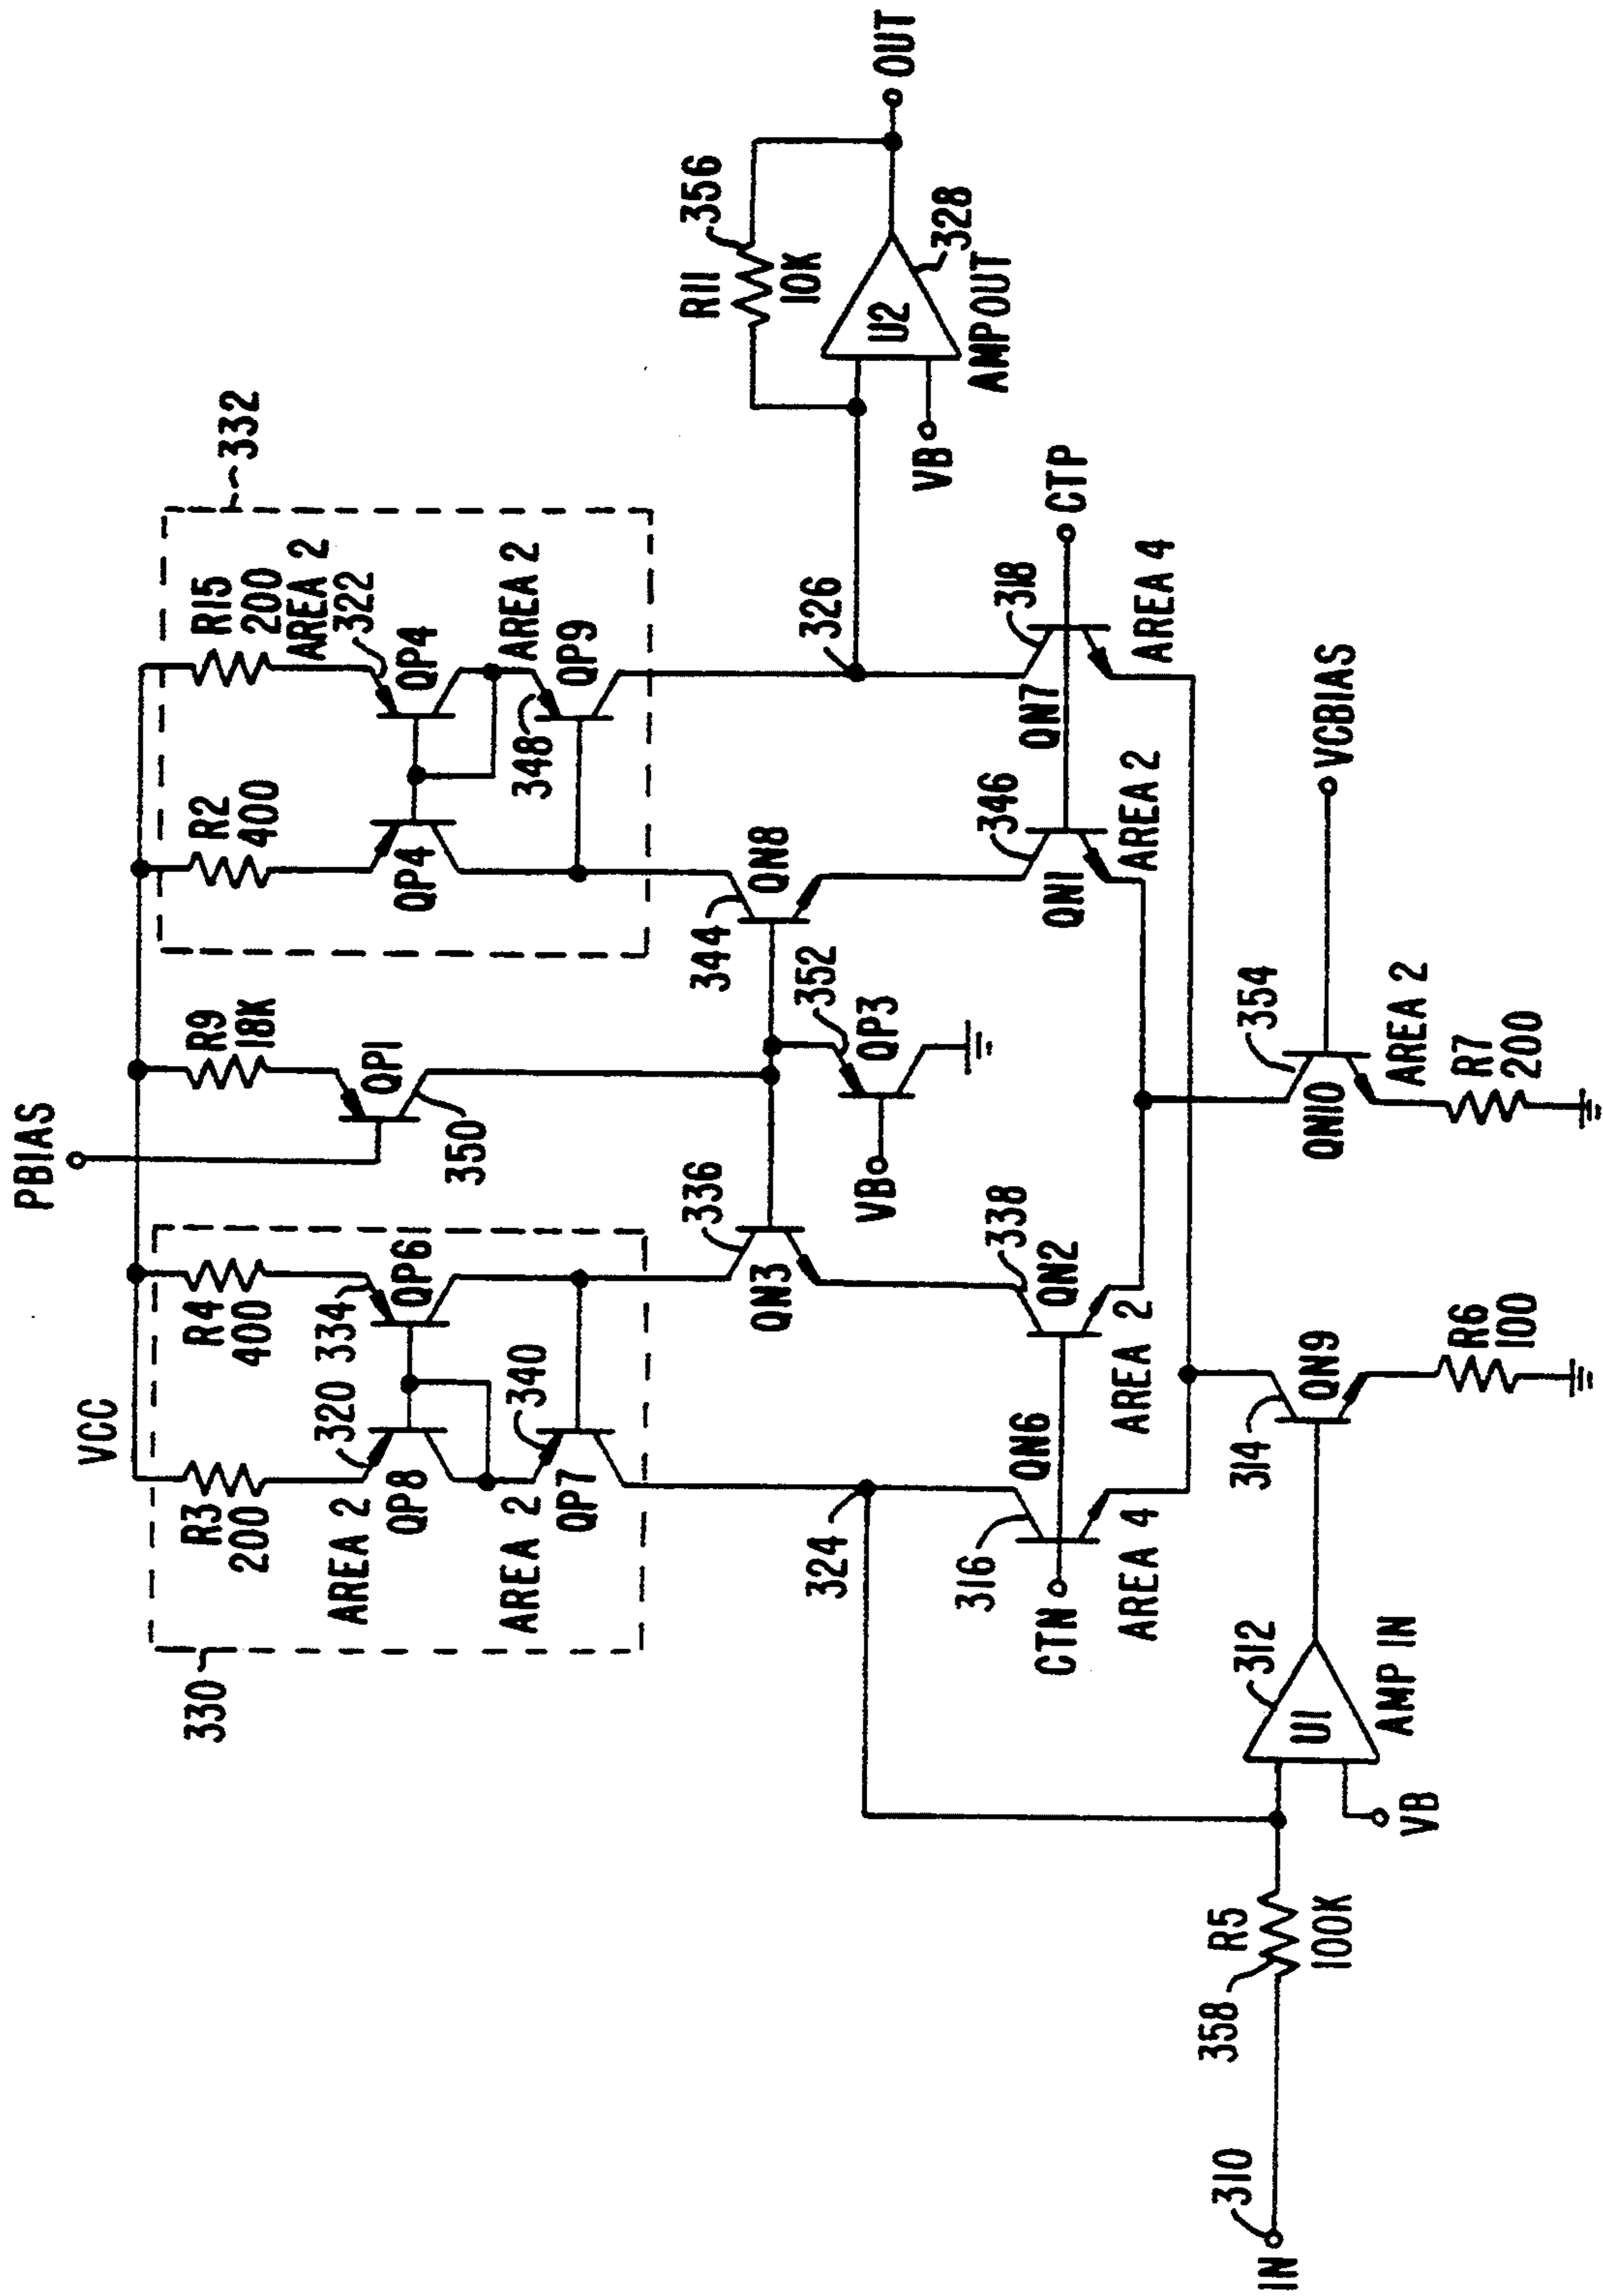 PBIAS
VCC
330
R3
200
AREA 2
320
QP8
AREA 2
QP7
340
R4
400
334
QP6
R9
18K
QP1
350
R2
400
QP4
R15
200
AREA 2
322
QP4
AREA 2
348
QP9
332
336
QN3
344
QN8
352
QP3
VB
324
326
R11
10K
356
U2
328
AMPOUT
VB
OUT
CTN
316
QN6
AREA 4
338
QN2
AREA 2
346
QN1
AREA 2
318
QN7
AREA 4
CTP
310
IN
358
R5
100K
312
U1
AMP IN
VB
314
QN9
R6
100
354
QN10
AREA 2
R7
200
VCBIAS